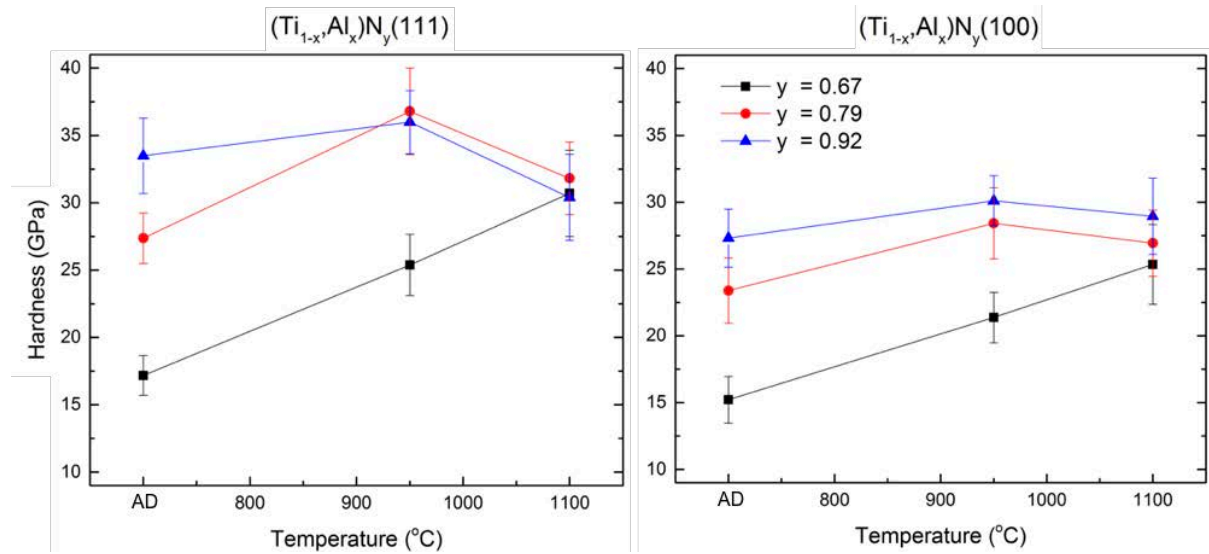 (Ti1-x,Alx)Ny(111)
Hardness (GPa)
40
35
30
25
20
15
10
AD
800
900
1000
1100
Temperature (°C)
(Ti1-x,Alx)Ny(100)
y = 0.67
y = 0.79
y = 0.92
40
35
30
25
20
15
10
AD
800
900
1000
1100
Temperature (°C)